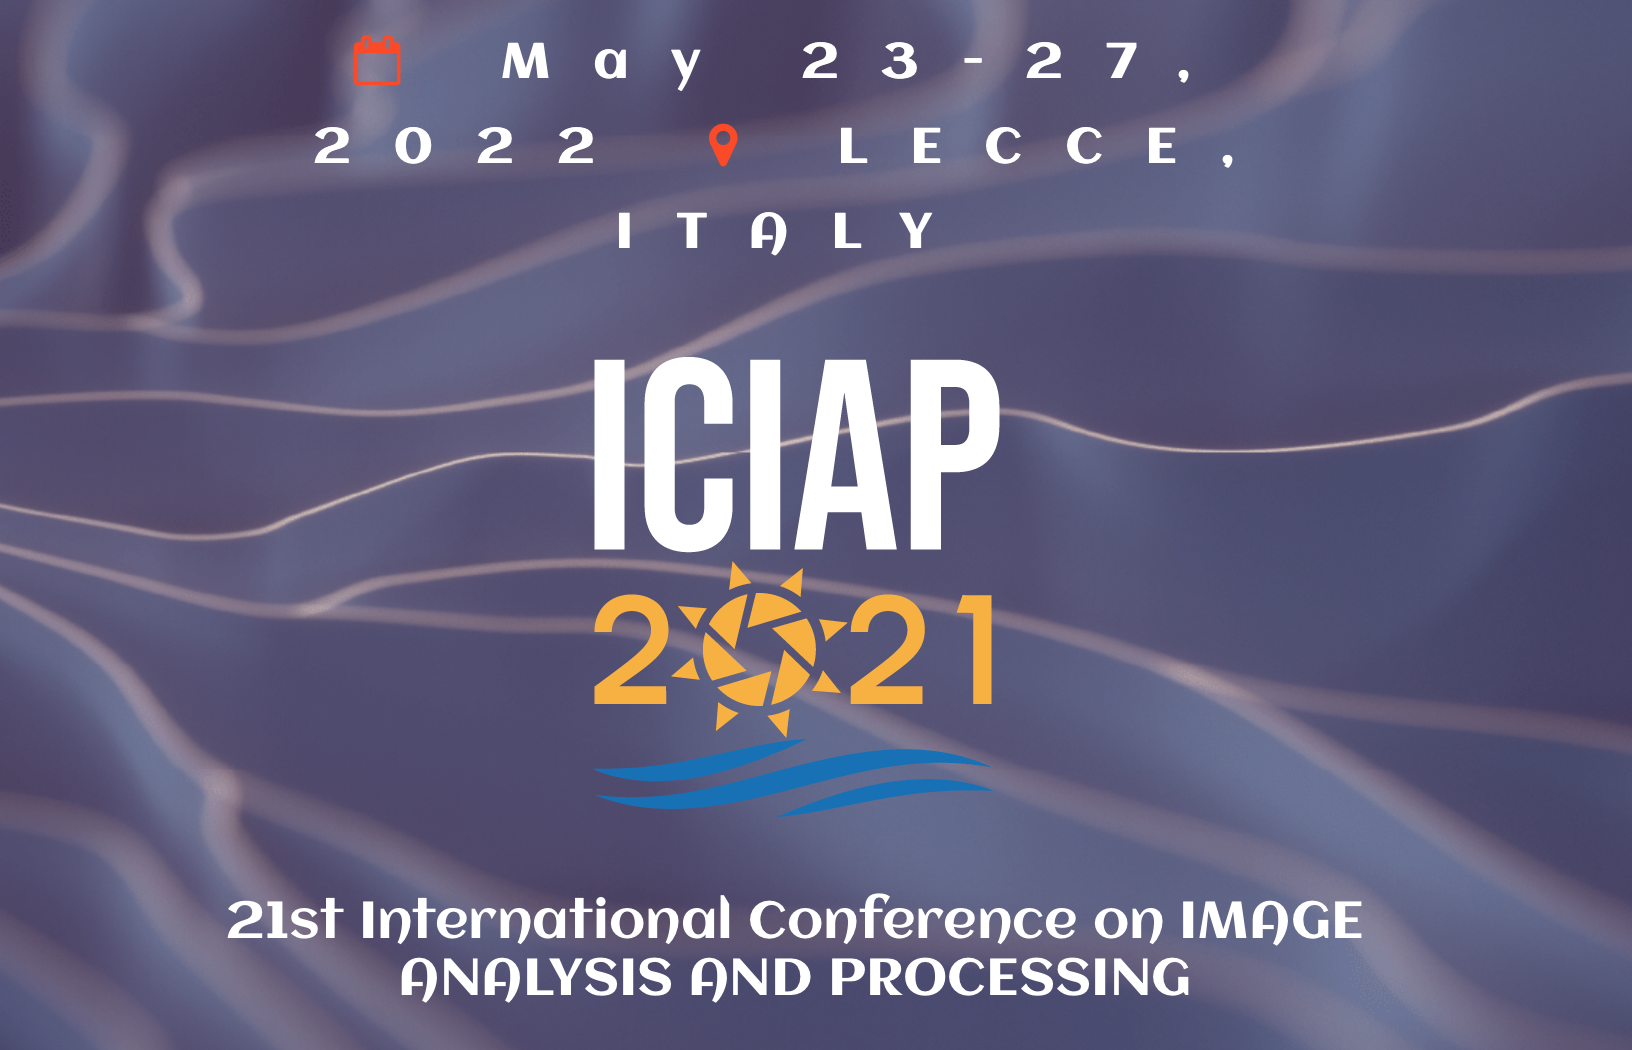 May 23-27,
2022 LECCE,
ITALY
ICIAP
2021
21st International Conference on IMAGE
ANALYSIS AND PROCESSING